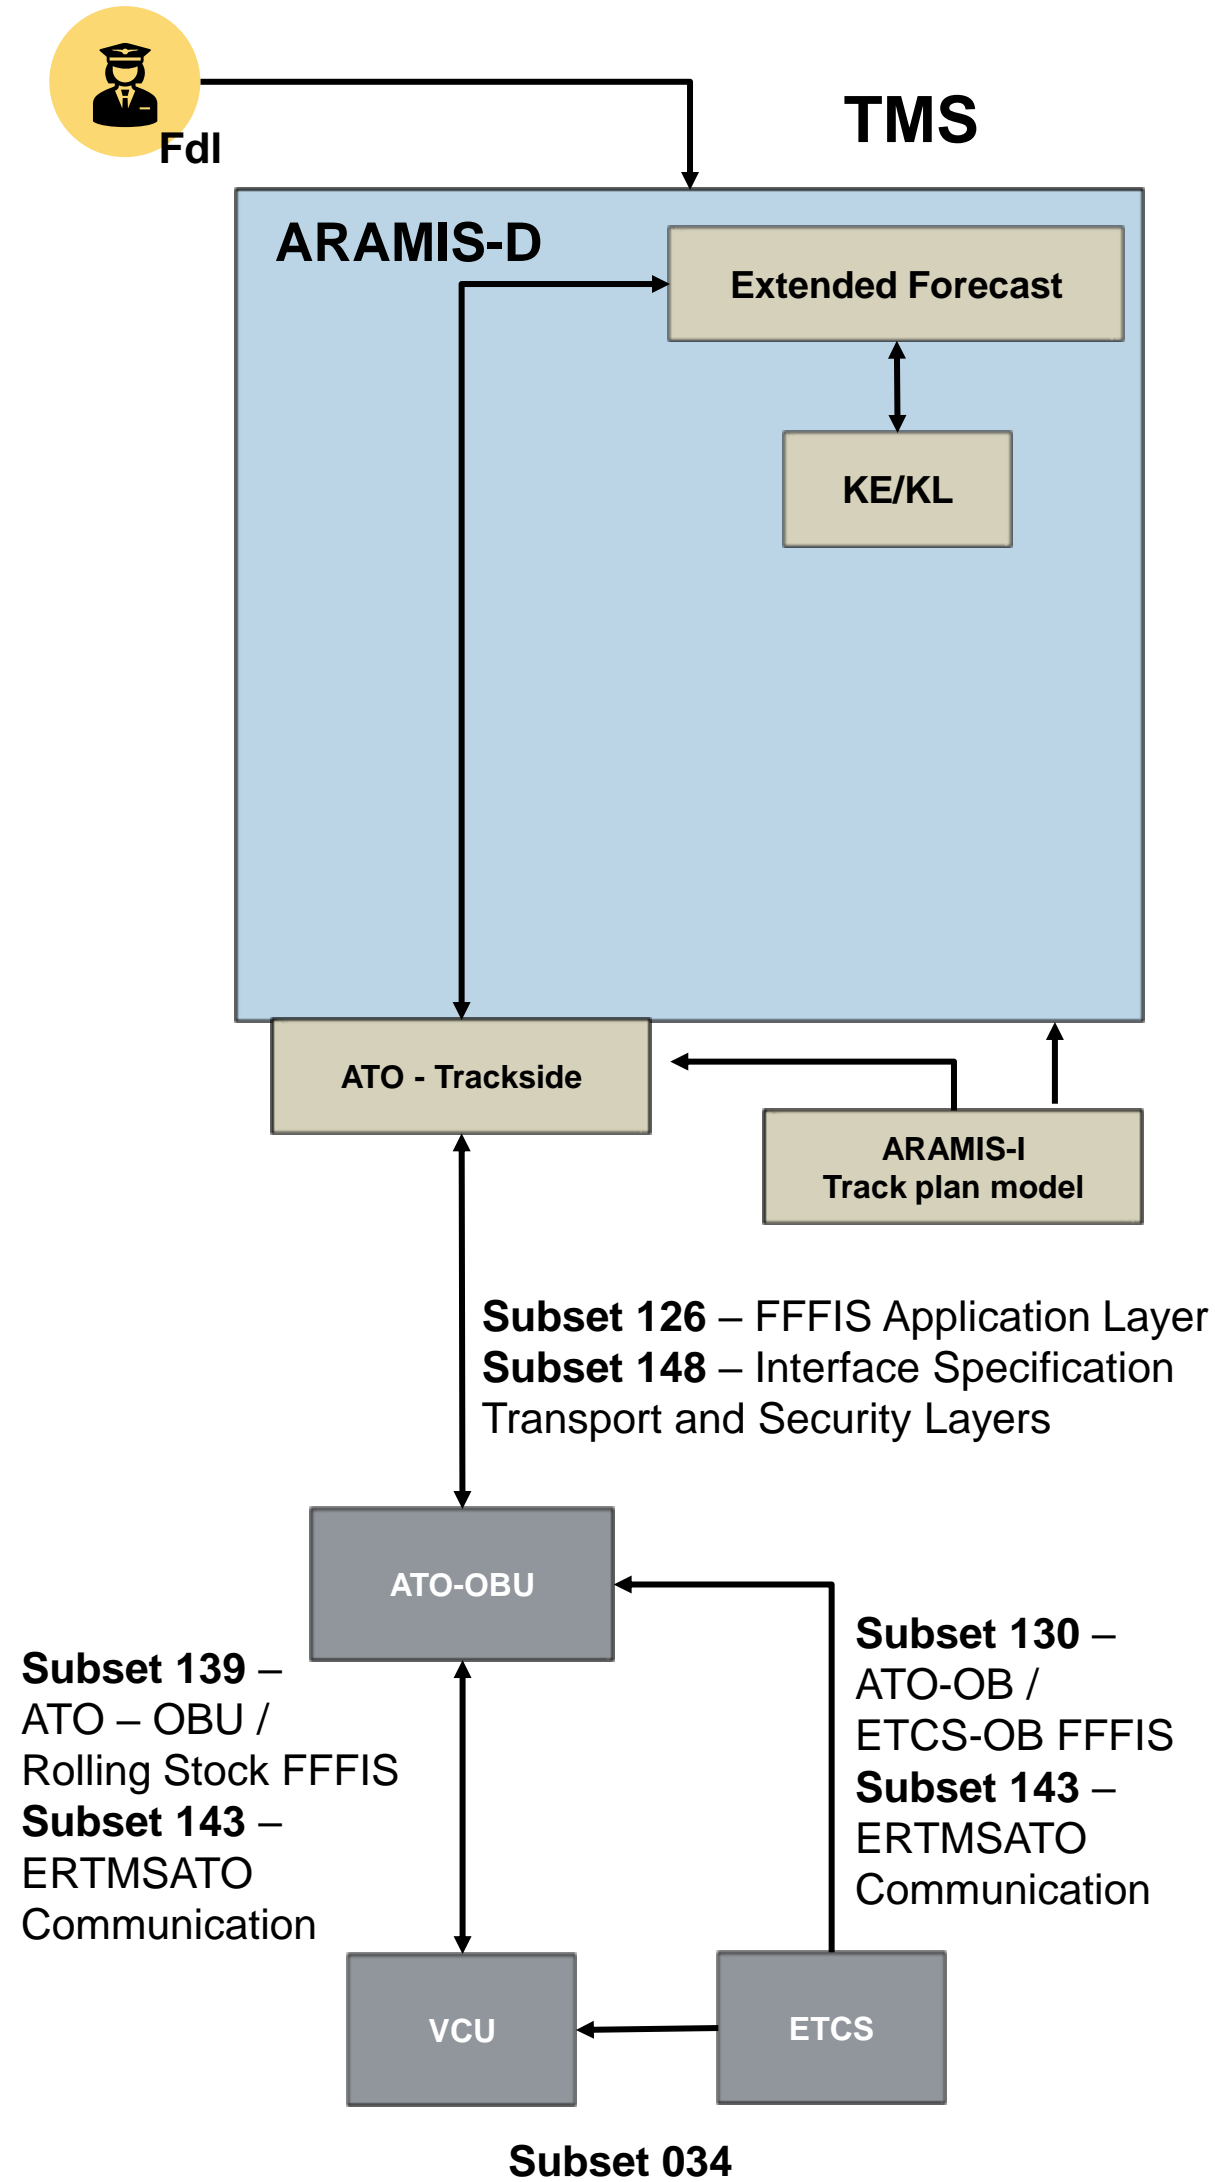 FdI
TMS
ARAMIS-D
Extended Forecast
KE/KL
ATO - Trackside
ARAMIS-I
Track plan model
Subset 126 – FFFIS Application Layer
Subset 148 – Interface Specification
Transport and Security Layers
ATO-OBU
Subset 139 –
ATO – OBU /
Rolling Stock FFFIS
Subset 143 –
ERTMSATO
Communication
Subset 130 –
ATO-OB /
ETCS-OB FFFIS
Subset 143 –
ERTMSATO
Communication
VCU
ETCS
Subset 034